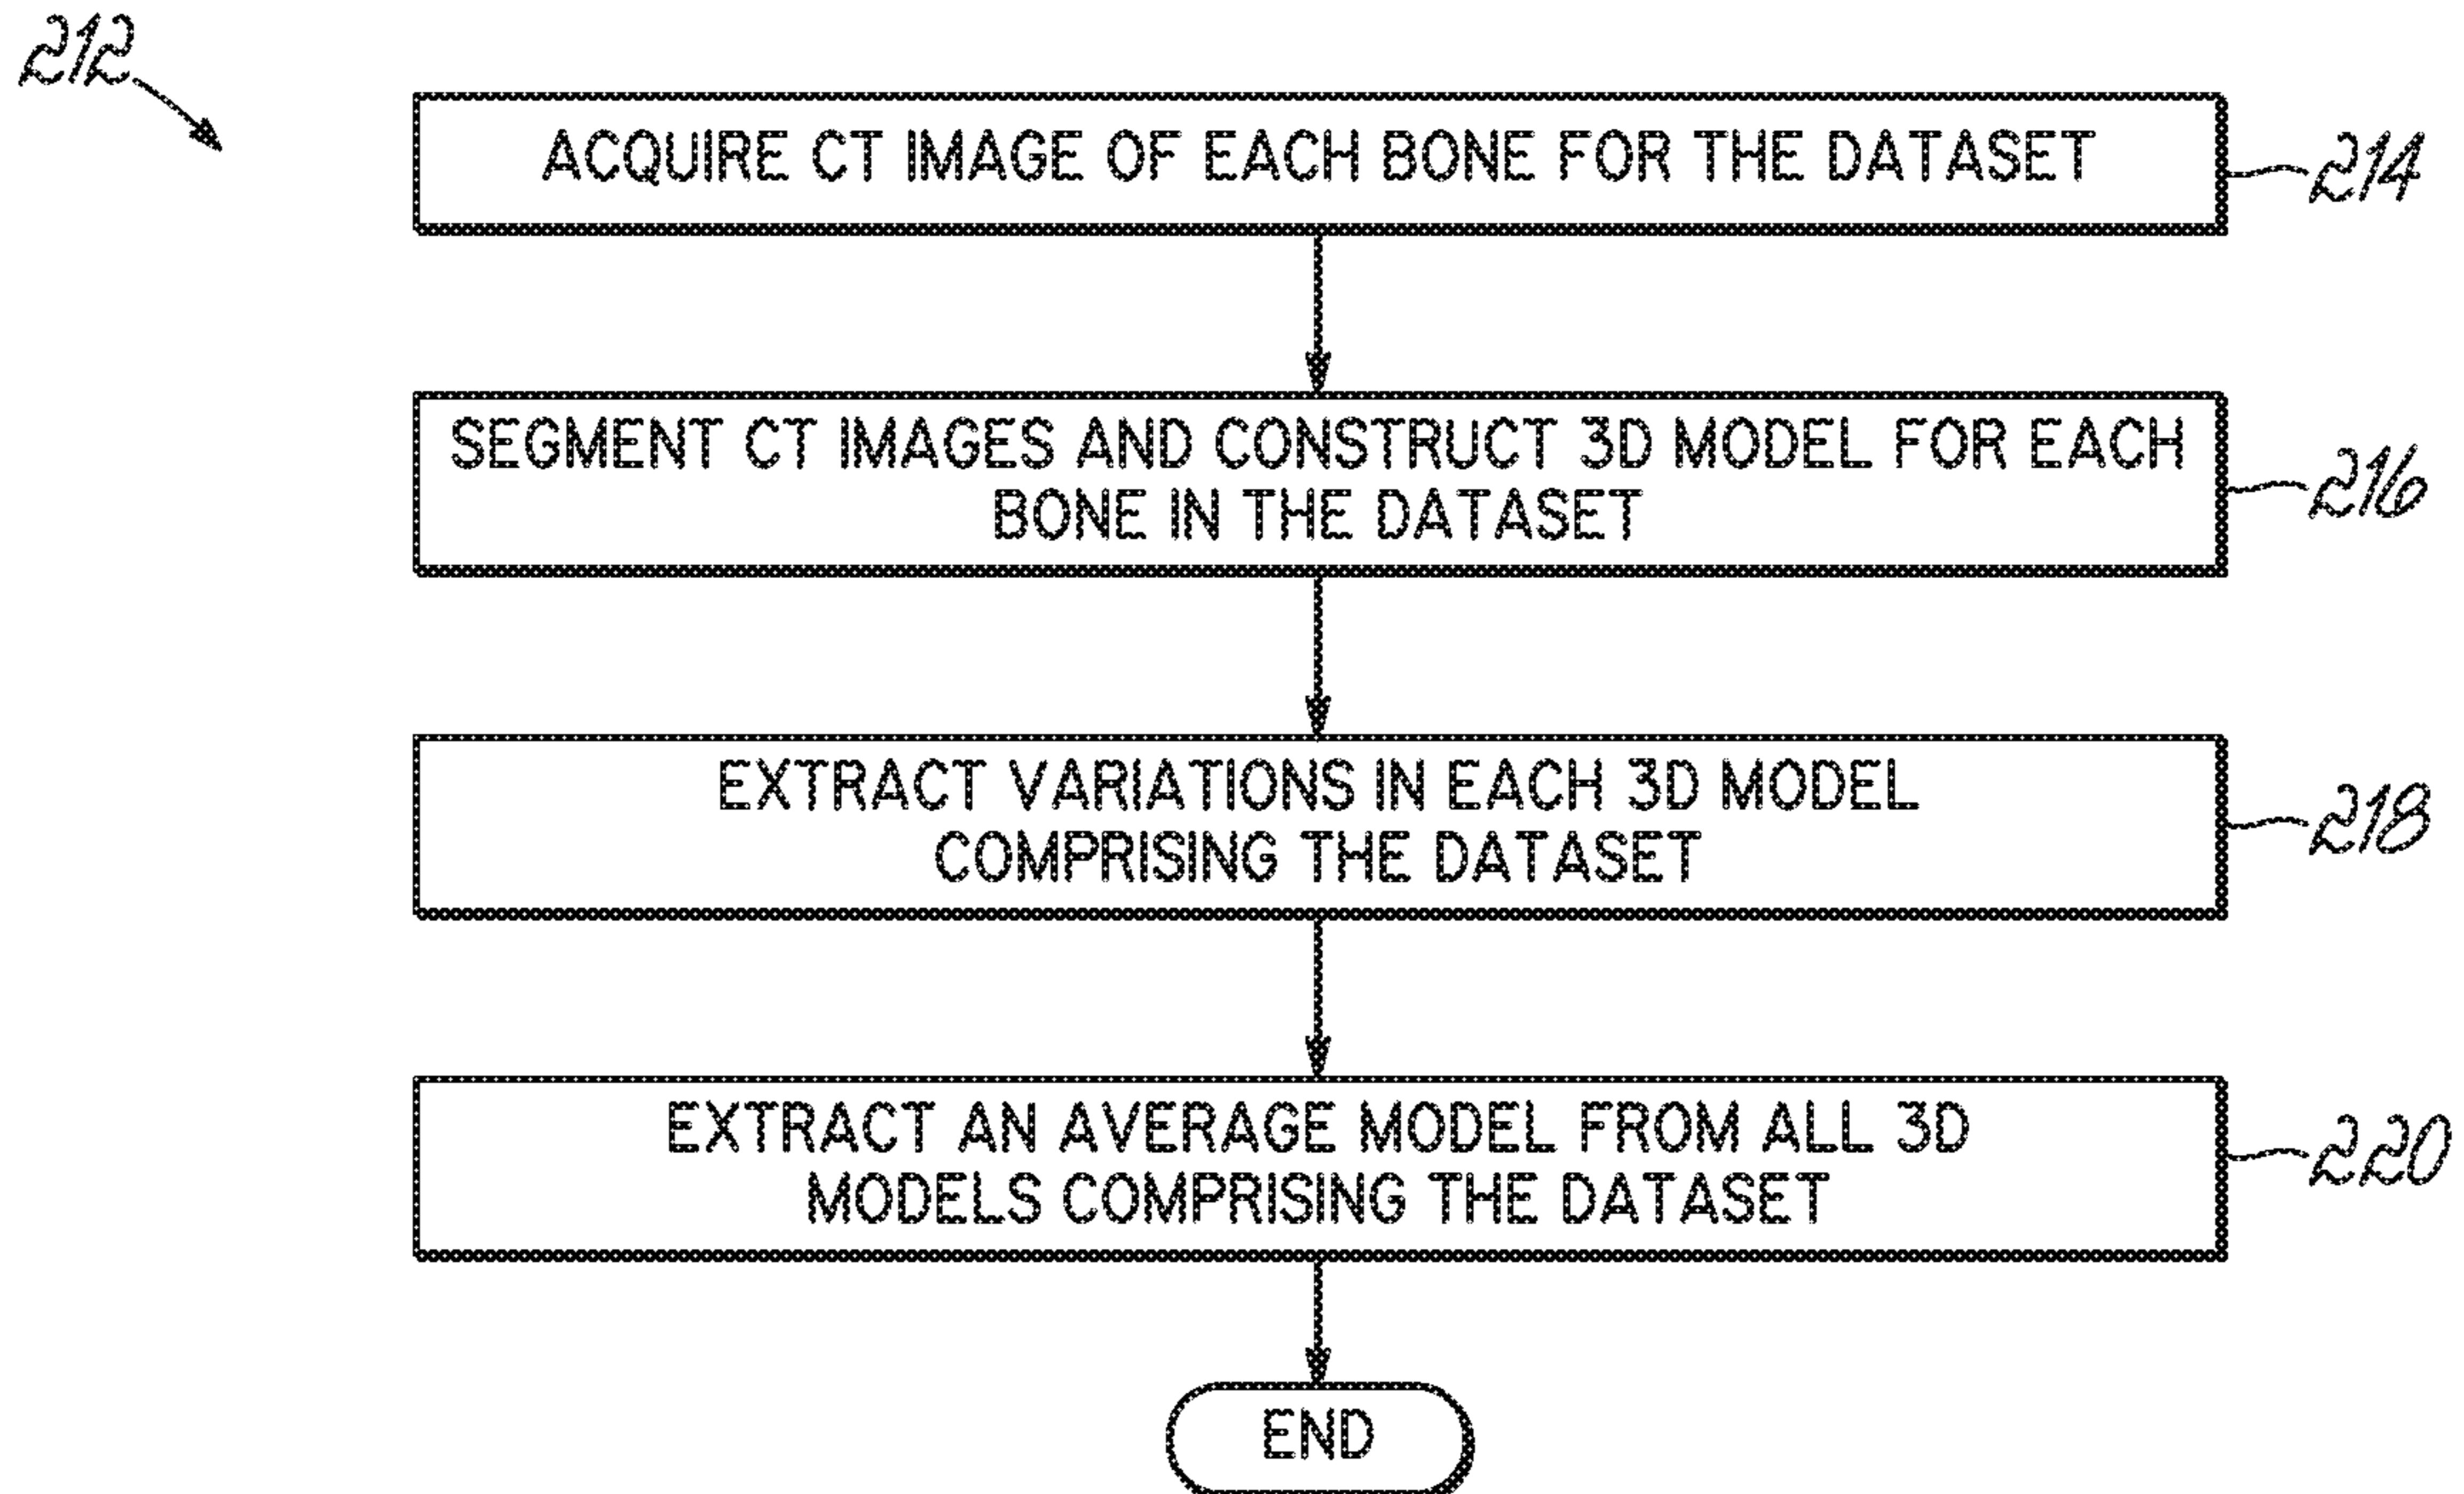 212
ACQUIRE CT IMAGE OF EACH BONE FOR THE DATASET
214
SEGMENT CT IMAGES AND CONSTRUCT 3D MODEL FOR EACH
BONE IN THE DATASET
216
EXTRACT VARIATIONS IN EACH 3D MODEL
COMPRISING THE DATASET
218
EXTRACT AN AVERAGE MODEL FROM ALL 3D
MODELS COMPRISING THE DATASET
220
END